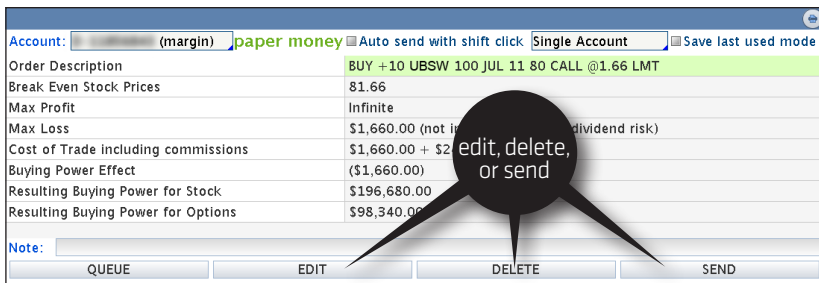 Account: (margin) paper money Auto send with shift click Single Account Save last used mode
Order Description BUY +10 UBSW 100 JUL 11 80 CALL @1.66 LMT
Break Even Stock Prices 81.66
Max Profit Infinite
Max Loss $1,660.00 (not dividend risk)
Cost of Trade including commissions $1,660.00 +
edit, delete,
or send
Buying Power Effect ($1,660.00)
Resulting Buying Power for Stock $196,680.00
Resulting Buying Power for Options $98,340.00
Note:
QUEUE EDIT DELETE SEND